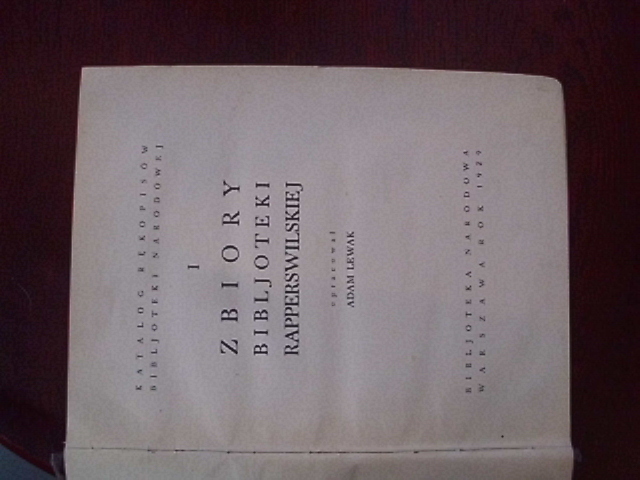 KATALOG RĘKOPISÓW
BIBLJOTEKI NARODOWEJ
I
ZBIORY
BIBLJOTEKI
RAPPERSWILSKIEJ
opracował
ADAM LEWAK
BIBLJOTEKA NARODOWA
WARSZAWA ROK 1929